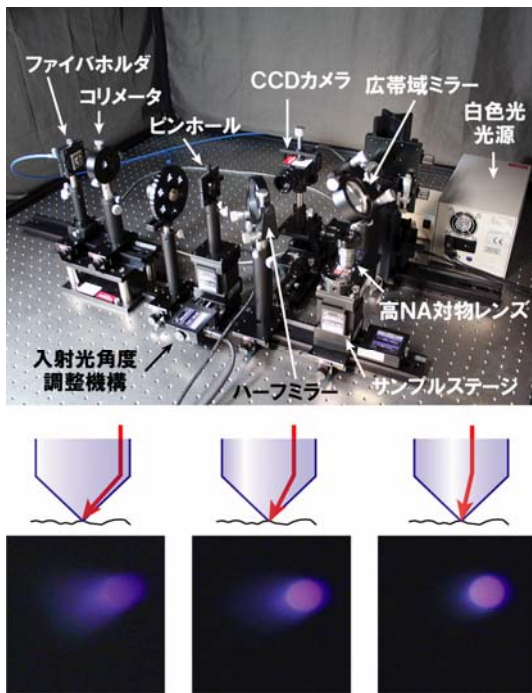 ファイバホルダ
コリメータ
ピンホール
CCDカメラ
広帯域ミラー
白色光
光源
高NA対物レンズ
入射光角度
調整機構
ハーフミラー
サンプルステージ